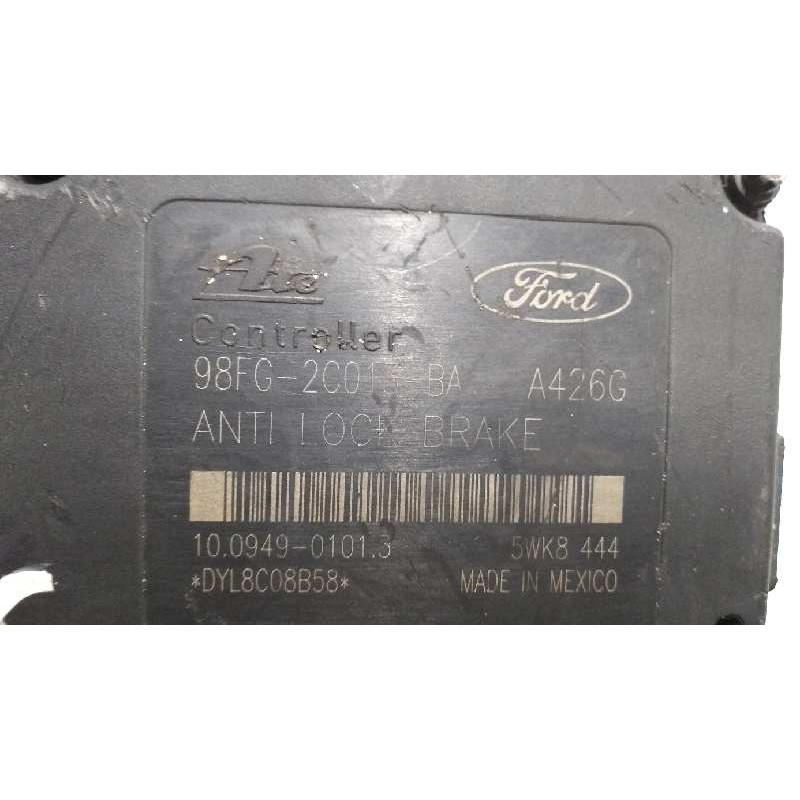 Ate
Ford
Controller
98FG-2C013-BA A426G
ANTI LOCK BRAKE
10.0949-0101.3 5WK8 444
*DYL8C08B58* MADE IN MEXICO